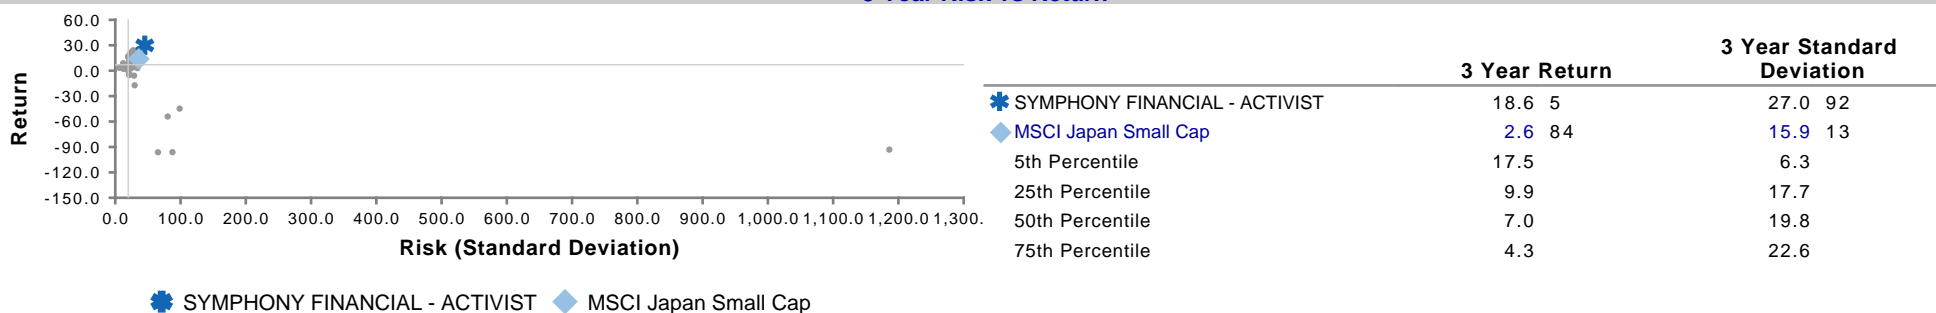 60.0
30.0
0.0
-30.0
-60.0
-90.0
-120.0
-150.0
Return
0.0 100.0 200.0 300.0 400.0 500.0 600.0 700.0 800.0 900.0 1,000.0 1,100.0 1,200.0 1,300.
Risk (Standard Deviation)
SYMPHONY FINANCIAL - ACTIVIST MSCI Japan Small Cap
3 Year Return 3 Year Standard Deviation
SYMPHONY FINANCIAL - ACTIVIST 18.6 5 27.0 92
MSCI Japan Small Cap 2.6 84 15.9 13
5th Percentile 17.5 6.3
25th Percentile 9.9 17.7
50th Percentile 7.0 19.8
75th Percentile 4.3 22.6